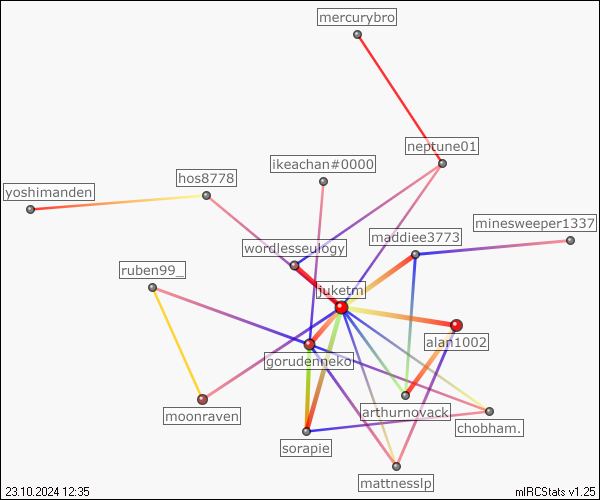 mercurybro
neptune01
ikeachan#0000
hos8778
yoshimanden
minesweeper1337
maddiee3773
wordlesseulogy
ruben99_
juketm
alan1002
gorudenneko
arthurnovack
moonraven
chobham.
sorapie
mattnesslp
23.10.2024 12:35
mIRCStats v1.25